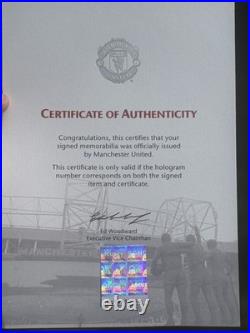 CERTIFICATE OF AUTHENTICITY
Congratulations, this certifies that your
signed memorabilia was officially issued
by Manchester United.
This certificate is only valid if the hologram
number corresponds on both the signed
item and certificate.
Ed Woodward
Executive Vice Chairman